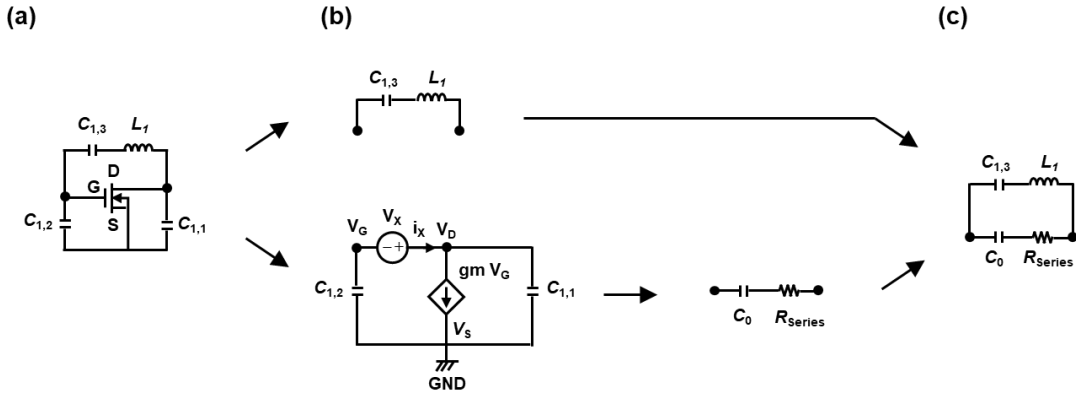 (a)
C1,3
L1
D
G
S
C1,2
C1,1
(b)
C1,3
L1
VG
VX
iX
VD
gm VG
C1,2
C1,1
VS
GND
C0
RSeries
(c)
C1,3
L1
C0
RSeries